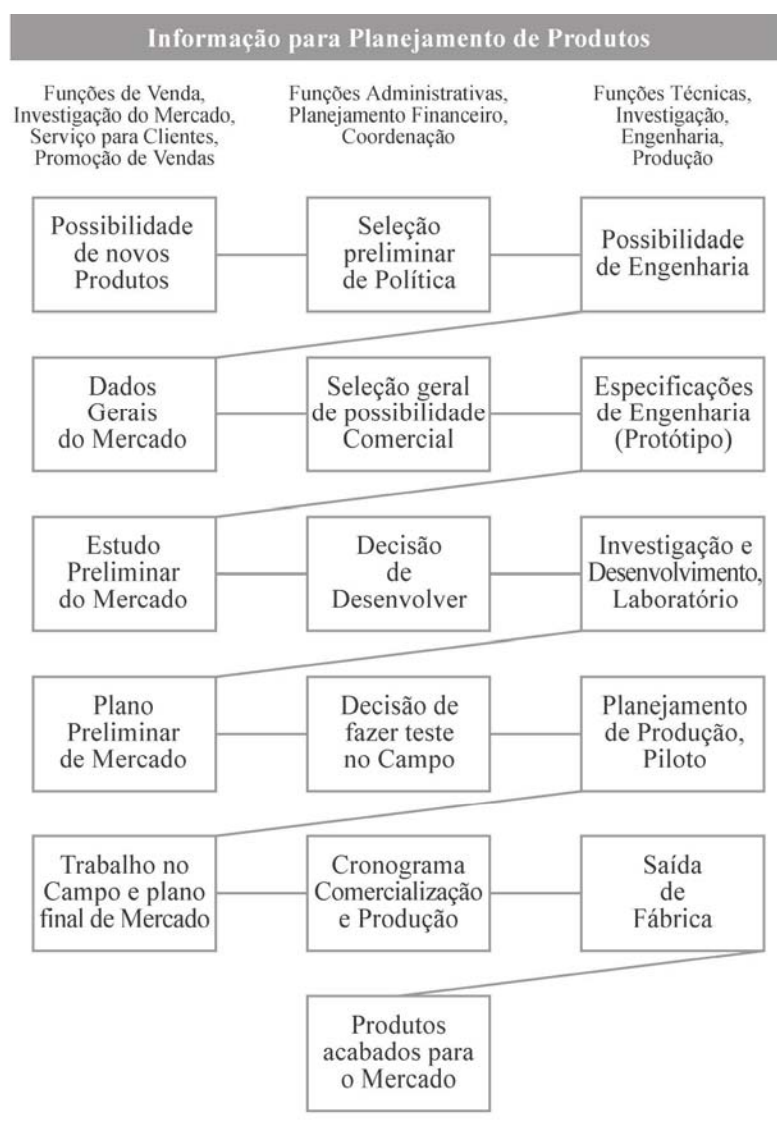 Informação para Planejamento de Produtos
Funções de Venda,
Investigação do Mercado,
Serviço para Clientes,
Promoção de Vendas
Funções Administrativas,
Planejamento Financeiro,
Coordenação
Funções Técnicas,
Investigação,
Engenharia,
Produção
Possibilidade
de novos
Produtos
Seleção
preliminar
de Política
Possibilidade
de Engenharia
Dados
Gerais
do Mercado
Seleção geral
de possibilidade
Comercial
Especificações
de Engenharia
(Protótipo)
Estudo
Preliminar
do Mercado
Decisão
de
Desenvolver
Investigação e
Desenvolvimento,
Laboratório
Plano
Preliminar
de Mercado
Decisão de
fazer teste
no Campo
Planejamento
de Produção,
Piloto
Trabalho no
Campo e plano
final de Mercado
Cronograma
Comercialização
e Produção
Saída
de
Fábrica
Produtos
acabados para
o Mercado